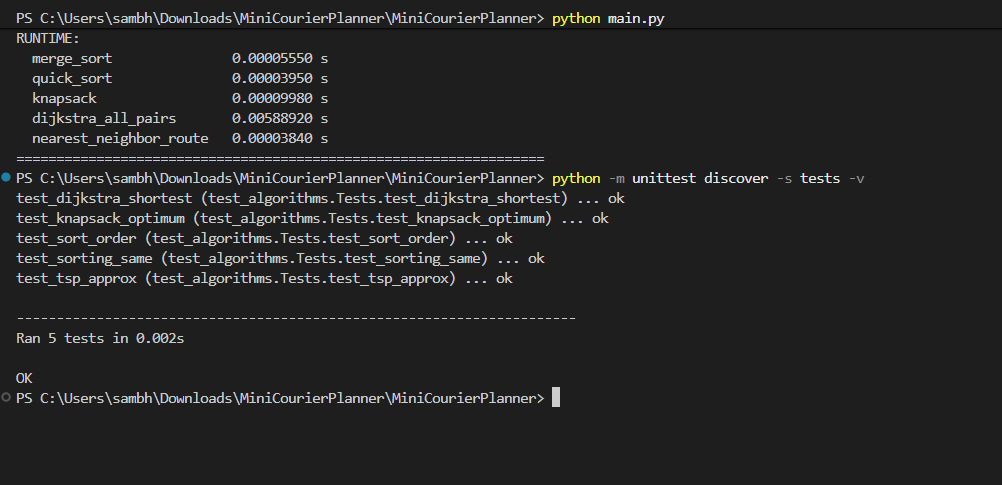 PS C:\Users\sambh\Downloads\MiniCourierPlanner\MiniCourierPlanner> python main.py
RUNTIME:
  merge_sort               0.00005550 s
  quick_sort               0.00003950 s
  knapsack                 0.00009980 s
  dijkstra_all_pairs       0.00588920 s
  nearest_neighbor_route   0.00003840 s
==================================================================
PS C:\Users\sambh\Downloads\MiniCourierPlanner\MiniCourierPlanner> python -m unittest discover -s tests -v
test_dijkstra_shortest (test_algorithms.Tests.test_dijkstra_shortest) ... ok
test_knapsack_optimum (test_algorithms.Tests.test_knapsack_optimum) ... ok
test_sort_order (test_algorithms.Tests.test_sort_order) ... ok
test_sorting_same (test_algorithms.Tests.test_sorting_same) ... ok
test_tsp_approx (test_algorithms.Tests.test_tsp_approx) ... ok
----------------------------------------------------------------------
Ran 5 tests in 0.002s
OK
PS C:\Users\sambh\Downloads\MiniCourierPlanner\MiniCourierPlanner>